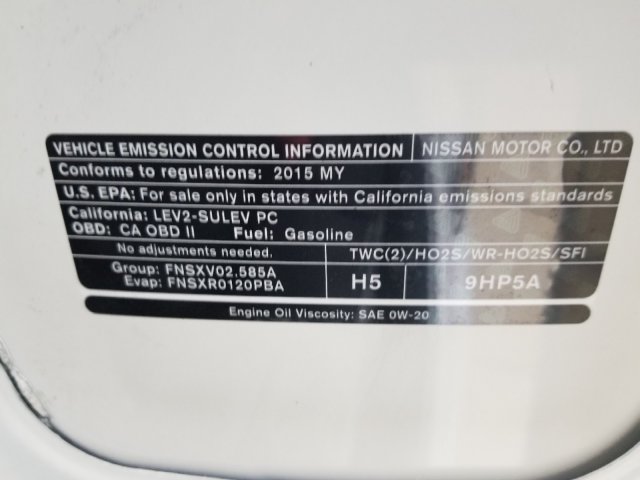 VEHICLE EMISSION CONTROL INFORMATION NISSAN MOTOR CO., LTD
Conforms to regulations: 2015 MY
U.S. EPA: For sale only in states with California emissions standards
California: LEV2-SULEV PC
OBD: CA OBD II Fuel: Gasoline
No adjustments needed. TWC(2)/HO2S/WR-HO2S/SFI
Group: FNSXV02.585A
Evap: FNSXR0120PBA H5 9HP5A
Engine Oil Viscosity: SAE 0W-20